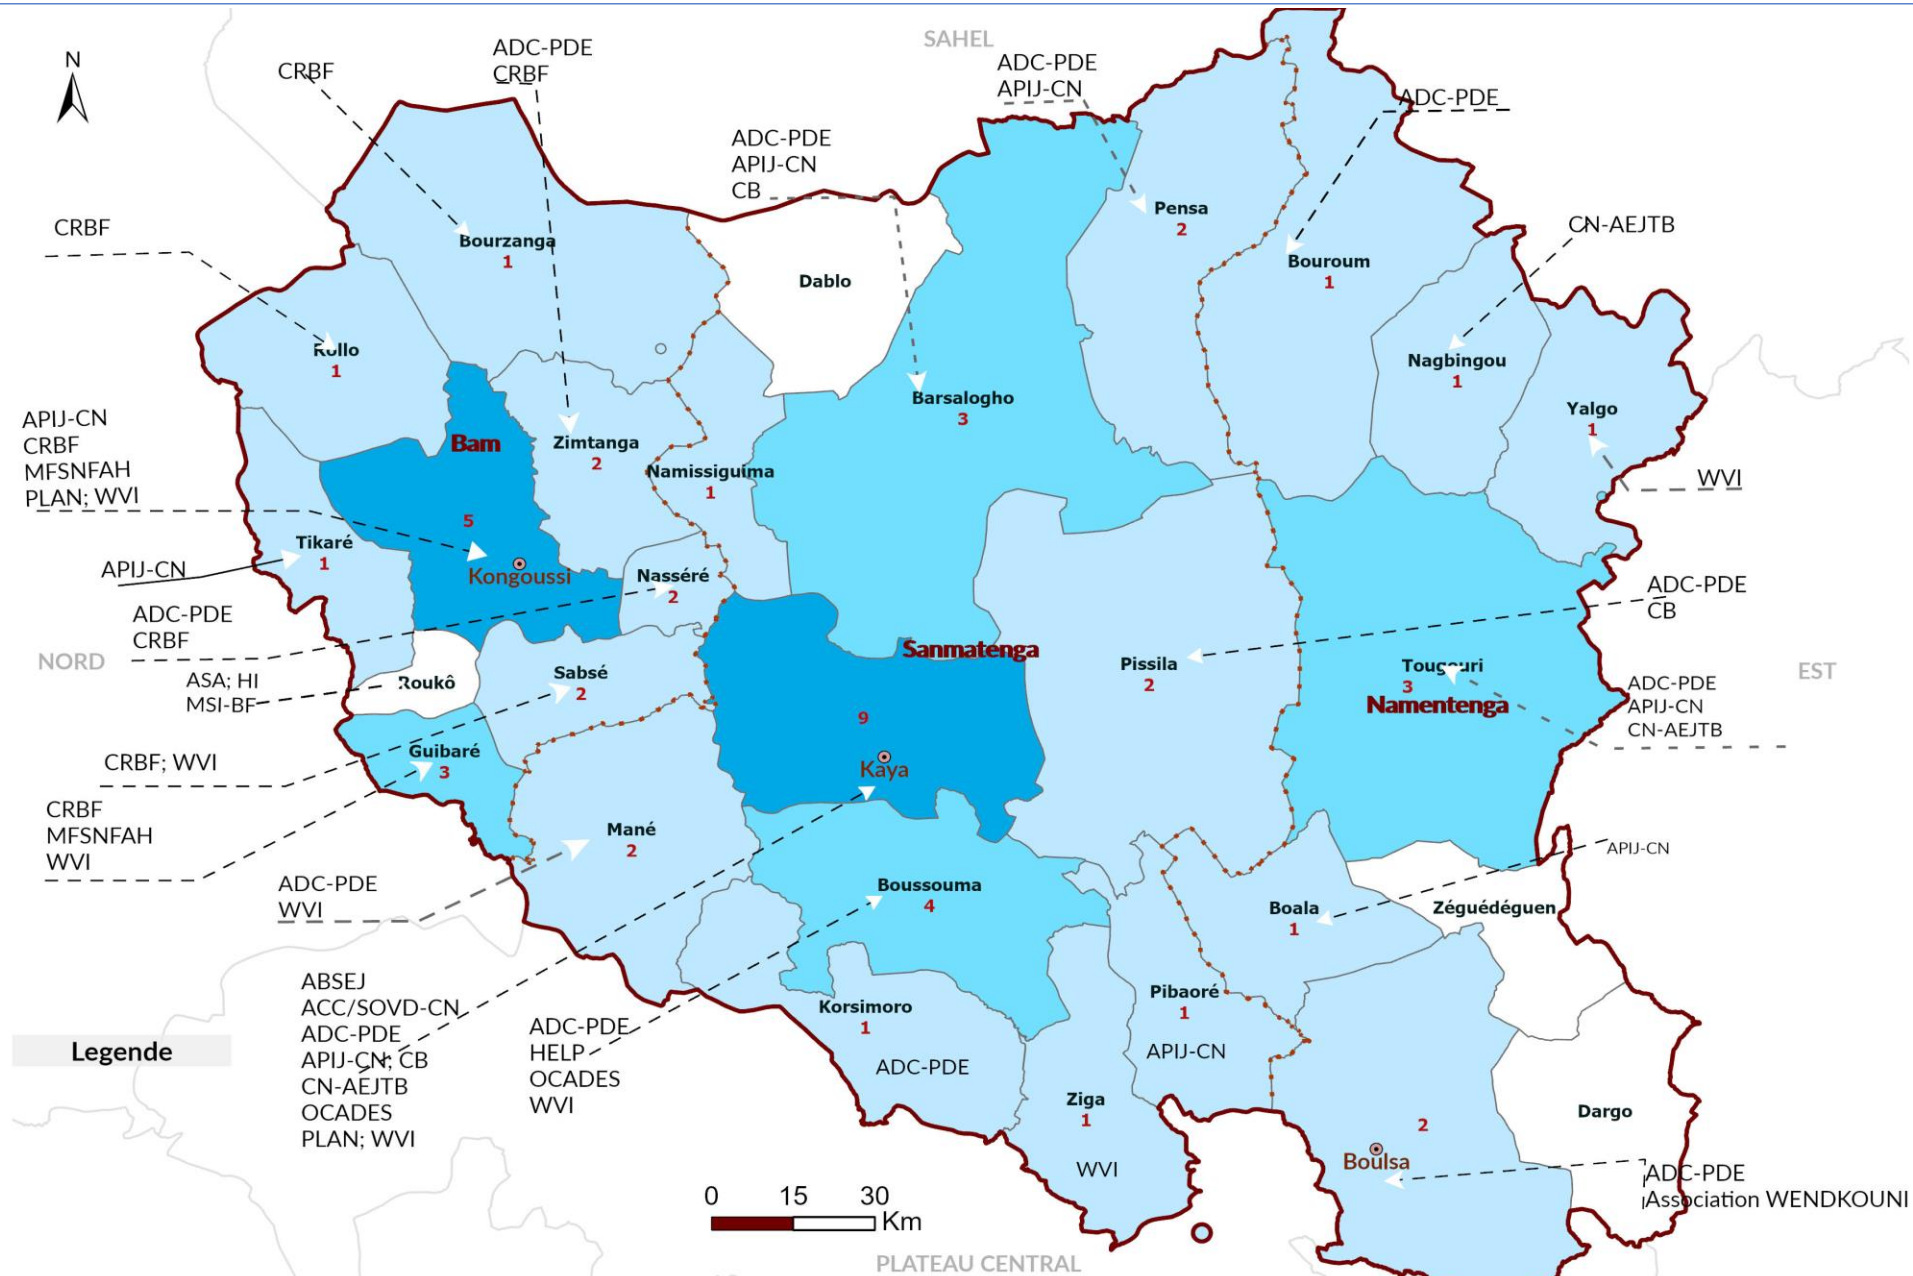 SAHEL
N
ADC-PDE
CRBF
CRBF
ADC-PDE
APIJ-CN
ADC-PDE
ADC-PDE
APIJ-CN
CB
CRBF
CN-AEJTB
Pensa
2
Bourzanga
1
Bouroum
1
Dablo
Rollo
1
Nagbingou
1
Barsalogho
3
Yalgo
1
APIJ-CN
CRBF
MFSNFAH
PLAN; WVI
Bam
5
Zimtanga
2
Namissiguima
1
WVI
Tikaré
1
APIJ-CN
Kongoussi
Nasséré
2
ADC-PDE
CB
ADC-PDE
CRBF
NORD
Sanmatenga
Pissila
2
Tougouri
3
Namentenga
EST
ASA; HI
MSI-BF
Roukô
Sabsé
2
ADC-PDE
APIJ-CN
CN-AEJTB
9
Kaya
CRBF; WVI
Guibaré
3
CRBF
MFSNFAH
WVI
Mané
2
APIJ-CN
ADC-PDE
WVI
Boussouma
4
Boala
1
Zéguédéguen
ABSEJ
ACC/SOVD-CN
ADC-PDE
APIJ-CN; CB
CN-AEJTB
OCADES
PLAN; WVI
ADC-PDE
HELP
OCADES
WVI
Korsimoro
1
ADC-PDE
Pibaoré
1
APIJ-CN
Legende
Ziga
1
WVI
2
Boulsa
Dargo
ADC-PDE
Association WENDKOUNI
0 15 30
Km
PLATEAU CENTRAL